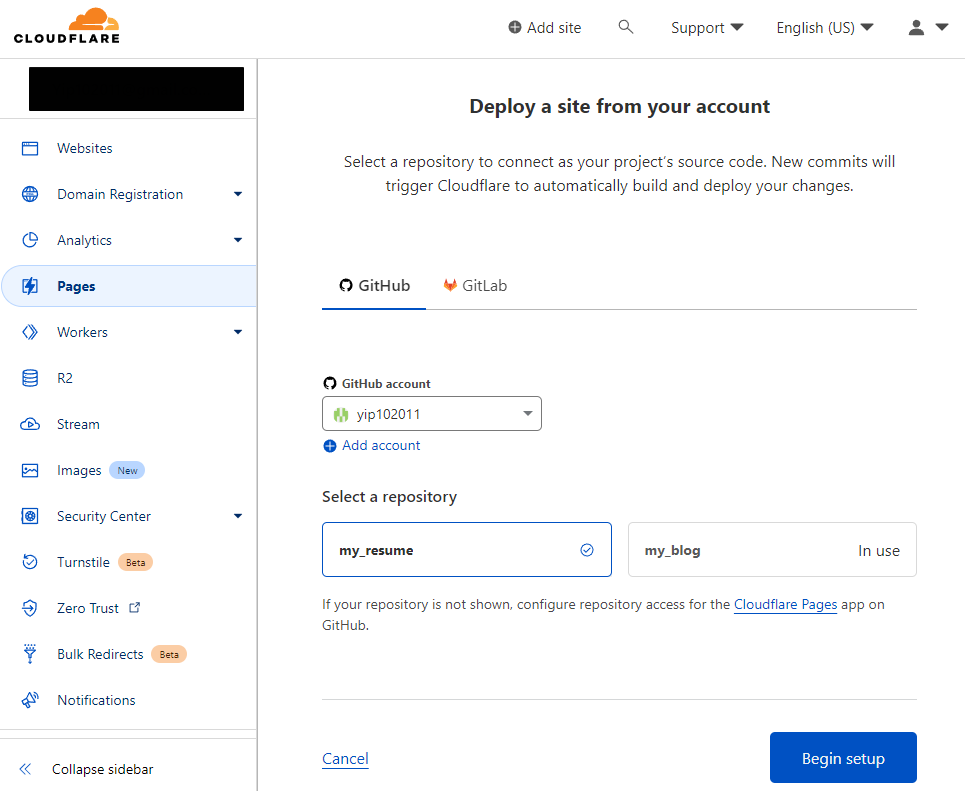 CLOUDFLARE
Add site
Support
English (US)
Websites
Domain Registration
Analytics
Pages
Workers
R2
Stream
Images New
Security Center
Turnstile Beta
Zero Trust
Bulk Redirects Beta
Notifications
Collapse sidebar
Deploy a site from your account
Select a repository to connect as your project's source code. New commits will
trigger Cloudflare to automatically build and deploy your changes.
GitHub
GitLab
GitHub account
yip102011
Add account
Select a repository
my_resume
my_blog In use
If your repository is not shown, configure repository access for the Cloudflare Pages app on
GitHub.
Cancel
Begin setup